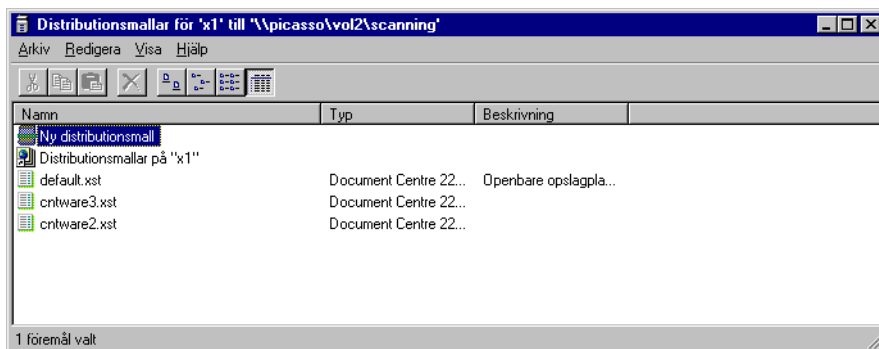 Distributionsmallar för 'x1' till '\\picasso\vol2\scanning'
Arkiv Redigera Visa Hjälp
Namn Typ Beskrivning
Ny distributionsmall
Distributionsmallar på "x1"
default.xst Document Centre 22... Openbare opslagpla...
cntware3.xst Document Centre 22...
cntware2.xst Document Centre 22...
1 föremål valt